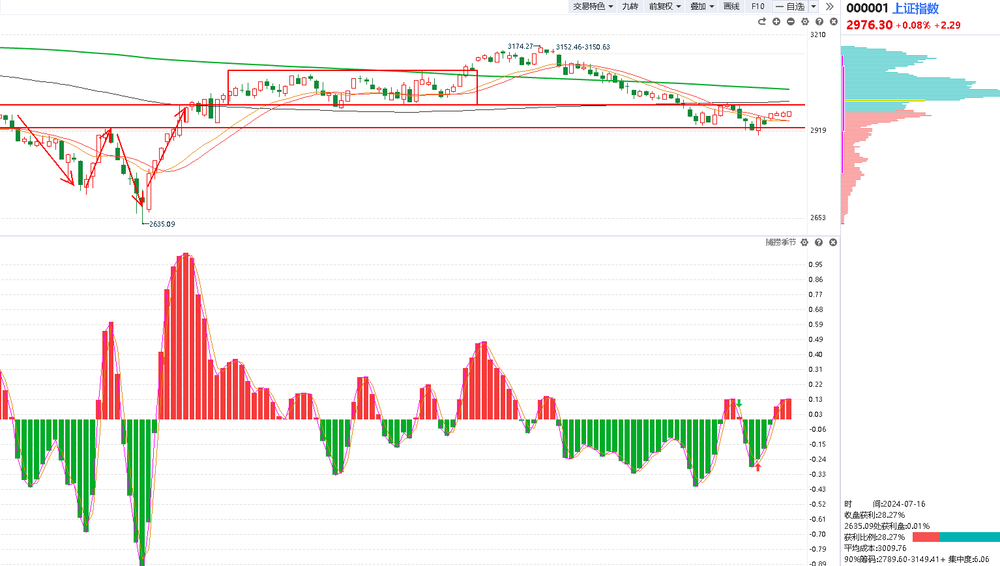 交易特色 九转 前复权 叠加 画线 F10 一自选
000001 上证指数
2976.30 +0.08% +2.29
3210
3174.27 3152.46-3150.63
2919
2653
2635.09
捕捞季节
0.95
0.86
0.77
0.68
0.59
0.49
0.40
0.31
0.22
0.13
0.03
-0.06
-0.15
-0.24
-0.33
-0.43
-0.52
-0.61
-0.70
-0.79
-0.89
时 间:2024-07-16
收盘获利:28.27%
2635.09处获利盘:0.01%
获利比例:28.27%
平均成本:3009.76
90%筹码:2789.60-3149.41+ 集中度:6.06